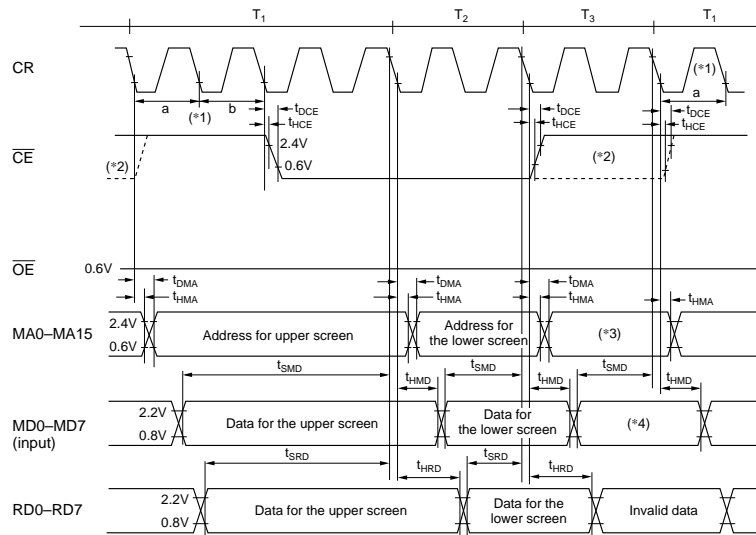 T1 T2 T3 T1
CR
(*1)
a b a
(*1)
tDCE tDCE tDCE
tHCE tHCE tHCE
CE
(*2) 2.4V (*2)
0.6V
OE 0.6V
tDMA tDMA tDMA
tHMA tHMA tHMA tHMA
MA0–MA15
2.4V
0.6V
Address for upper screen
Address for
the lower screen
(*3)
tSMD tSMD tSMD
tHMD tHMD tHMD
MD0–MD7
(input)
2.2V
0.8V
Data for the upper screen
Data for
the lower screen
(*4)
tSRD tSRD
tHRD tHRD
RD0–RD7
2.2V
0.8V
Data for the upper screen
Data for the
lower screen
Invalid data